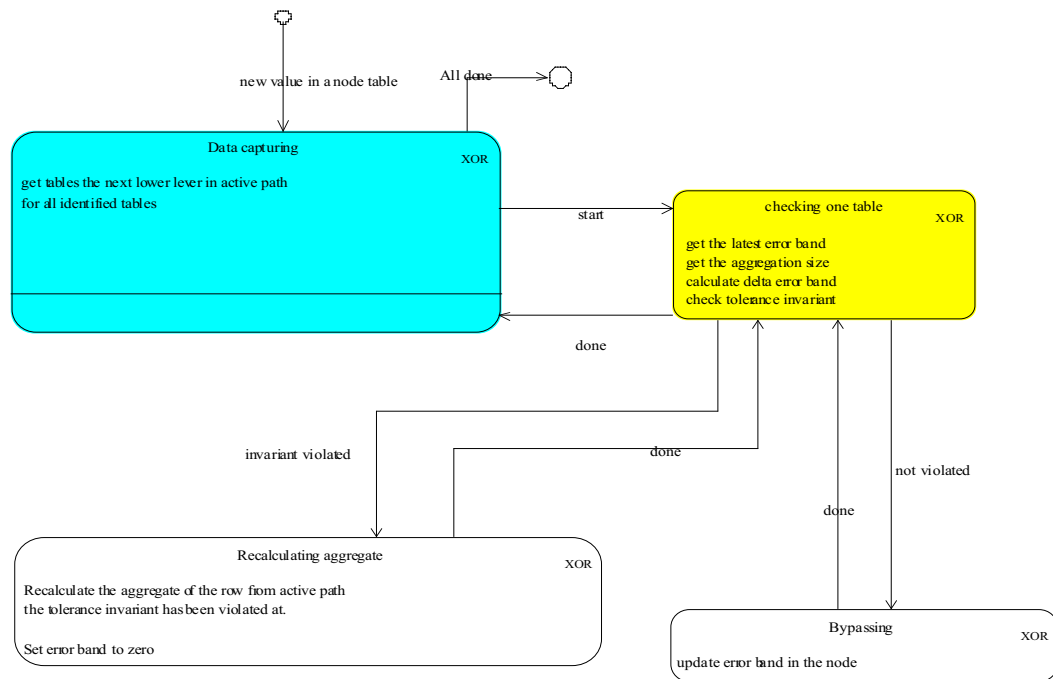 All done
new value in a node table
Data capturing
XOR
get tables the next lower lever in active path
for all identified tables
start
checking one table
XOR
get the latest error band
get the aggregation size
calculate delta error band
check tolerance invariant
done
invariant violated
done
not violated
done
Recalculating aggregate
XOR
Recalculate the aggregate of the row from active path
the tolerance invariant has been violated at.
Set error band to zero
Bypassing
XOR
update error band in the node